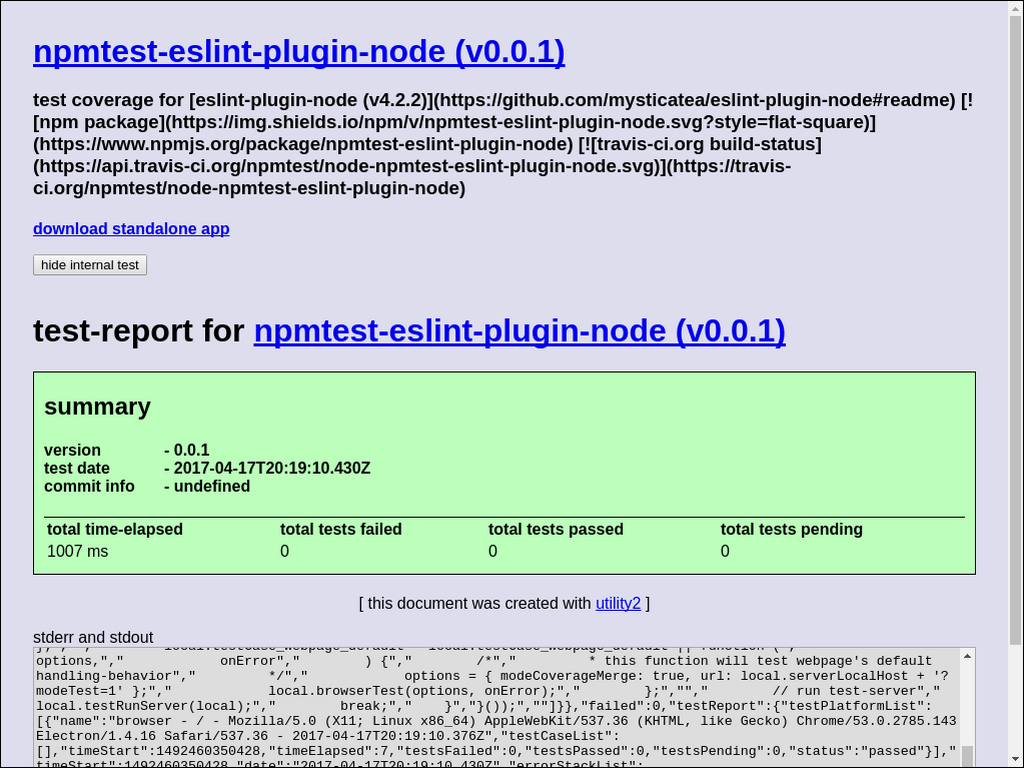 npmtest-eslint-plugin-node (v0.0.1)
test coverage for [eslint-plugin-node (v4.2.2)](https://github.com/mysticatea/eslint-plugin-node#readme) [!
[npm package](https://img.shields.io/npm/v/npmtest-eslint-plugin-node.svg?style=flat-square)]
(https://www.npmjs.org/package/npmtest-eslint-plugin-node) [![travis-ci.org build-status]
(https://api.travis-ci.org/npmtest/node-npmtest-eslint-plugin-node.svg)](https://travis-
ci.org/npmtest/node-npmtest-eslint-plugin-node)
download standalone app
hide internal test
test-report for npmtest-eslint-plugin-node (v0.0.1)
summary
version - 0.0.1
test date - 2017-04-17T20:19:10.430Z
commit info - undefined
total time-elapsed total tests failed total tests passed total tests pending
1007 ms 0 0 0
[ this document was created with utility2 ]
stderr and stdout
options,"," onError"," ) {"," /*"," * this function will test webpage's default
handling-behavior"," */"," options = { modeCoverageMerge: true, url: local.serverLocalHost + '?
modeTest=1' };"," local.browserTest(options, onError);"," };",""," // run test-server","
local.testRunServer(local);"," break;"," }","}());",""]}},"failed":0,"testReport":{"testPlatformList":
[{"name":"browser - / - Mozilla/5.0 (X11; Linux x86_64) AppleWebKit/537.36 (KHTML, like Gecko) Chrome/53.0.2785.143
Electron/1.4.16 Safari/537.36 - 2017-04-17T20:19:10.376Z","testCaseList":
[],"timeStart":1492460350428,"timeElapsed":7,"testsFailed":0,"testsPassed":0,"testsPending":0,"status":"passed"}],"
timeStart":1492460350428,"date":"2017-04-17T20:19:10.430Z","errorStackList":